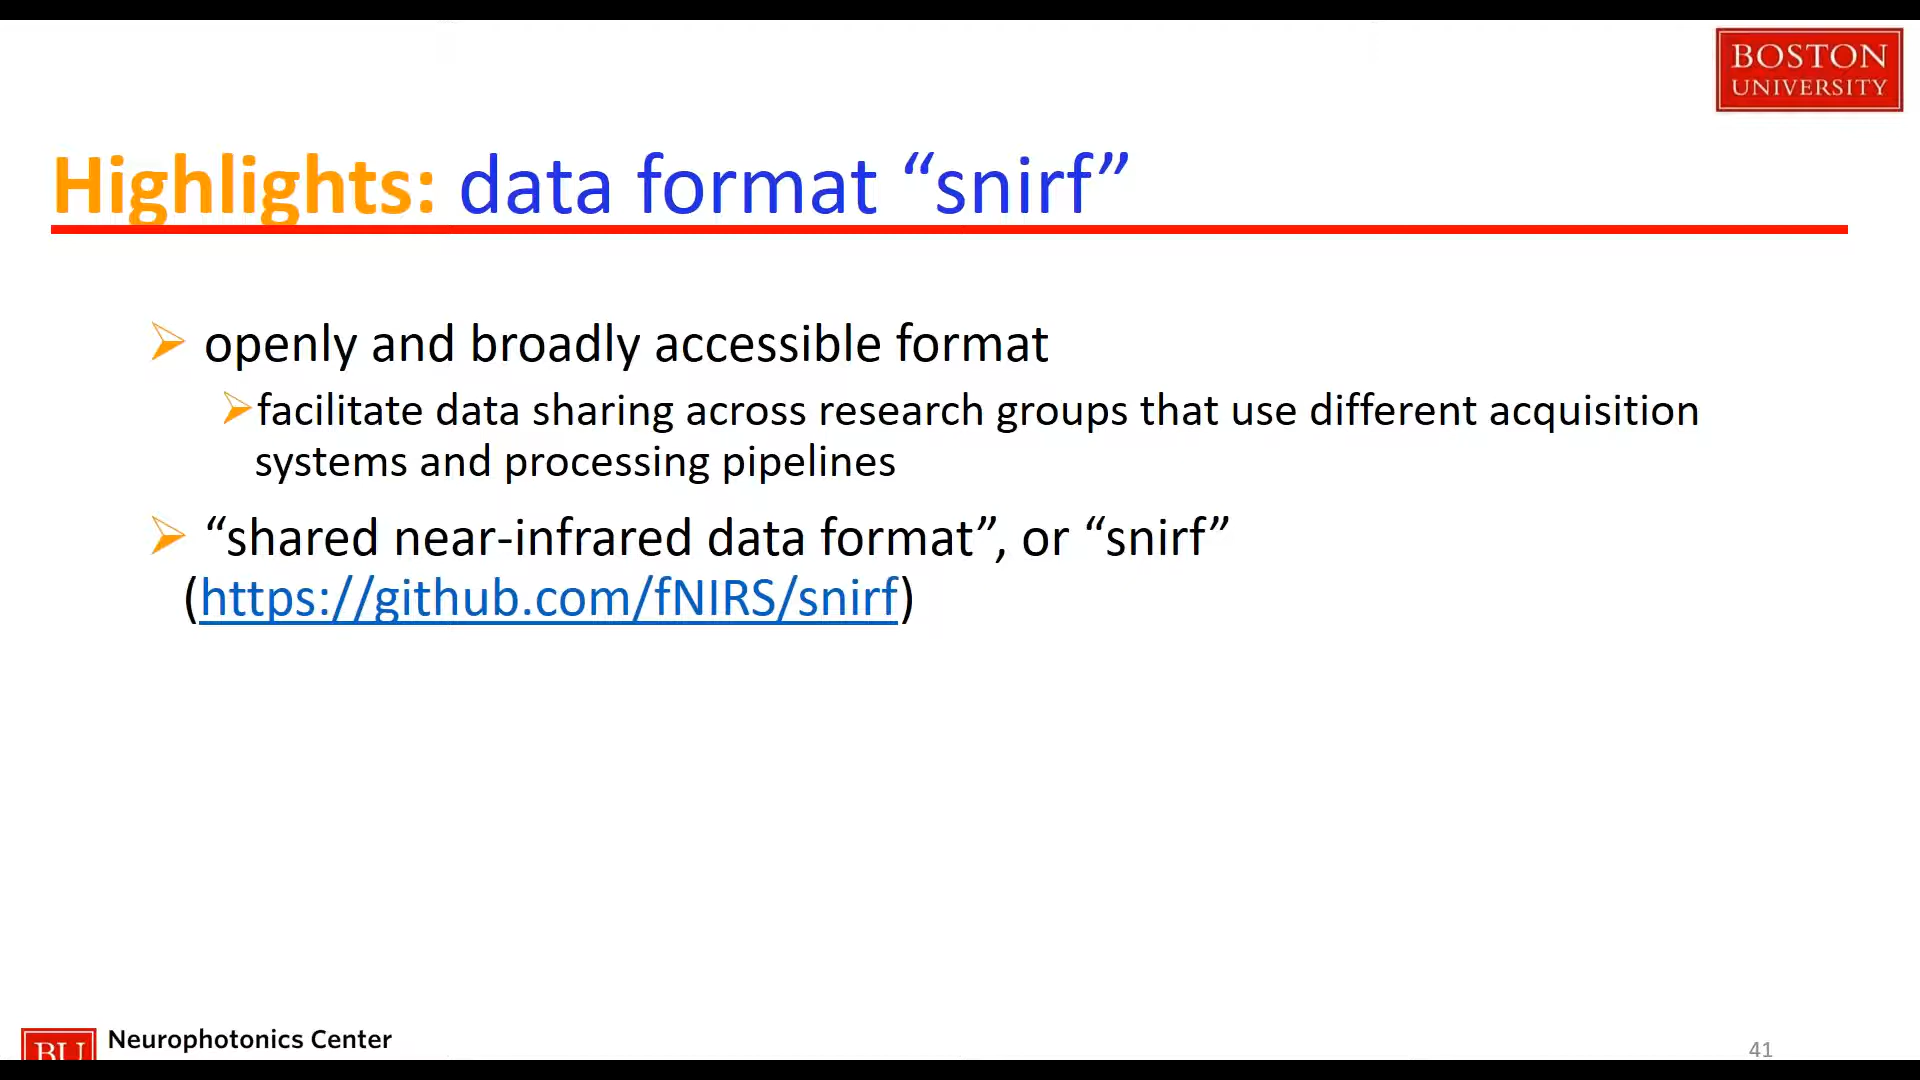 BOSTON
UNIVERSITY
Highlights: data format “snirf”
openly and broadly accessible format
facilitate data sharing across research groups that use different acquisition
systems and processing pipelines
“shared near-infrared data format”, or “snirf”
(https://github.com/fNIRS/snirf)
BU
Neurophotonics Center
41